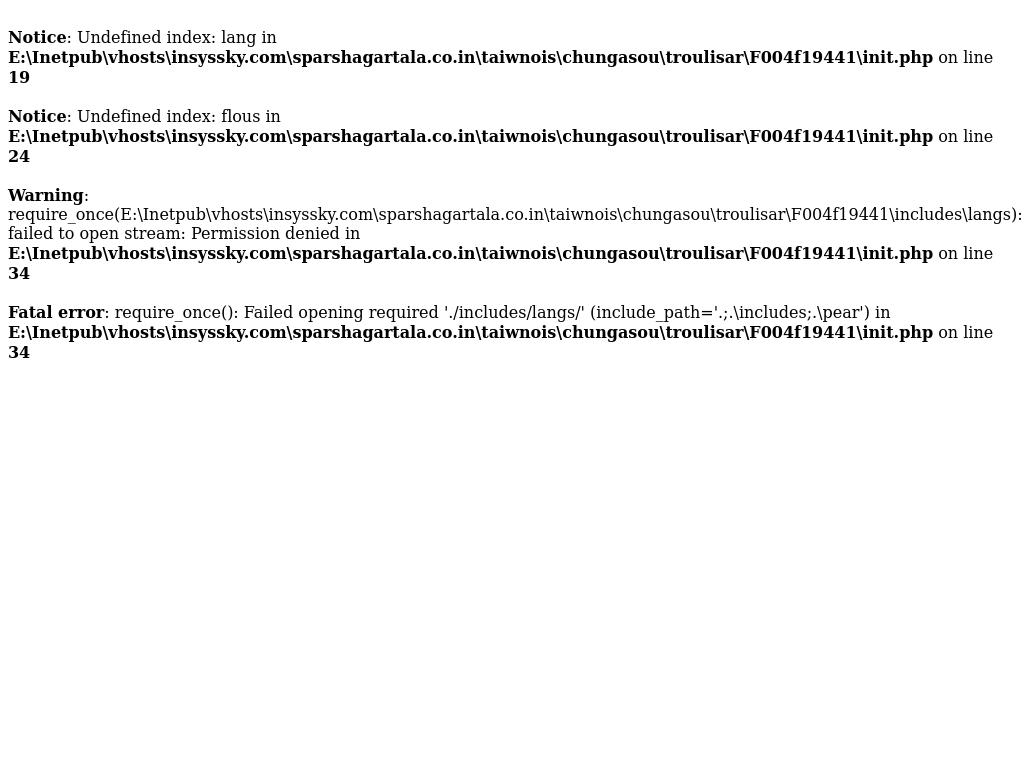 Notice: Undefined index: lang in
E:\Inetpub\vhosts\insyssky.com\sparshagartala.co.in\taiwnois\chungasou\troulisar\F004f19441\init.php on line
19
Notice: Undefined index: flous in
E:\Inetpub\vhosts\insyssky.com\sparshagartala.co.in\taiwnois\chungasou\troulisar\F004f19441\init.php on line
24
Warning:
require_once(E:\Inetpub\vhosts\insyssky.com\sparshagartala.co.in\taiwnois\chungasou\troulisar\F004f19441\includes\langs):
failed to open stream: Permission denied in
E:\Inetpub\vhosts\insyssky.com\sparshagartala.co.in\taiwnois\chungasou\troulisar\F004f19441\init.php on line
34
Fatal error: require_once(): Failed opening required './includes/langs/' (include_path='.;.\includes;.\pear') in
E:\Inetpub\vhosts\insyssky.com\sparshagartala.co.in\taiwnois\chungasou\troulisar\F004f19441\init.php on line
34